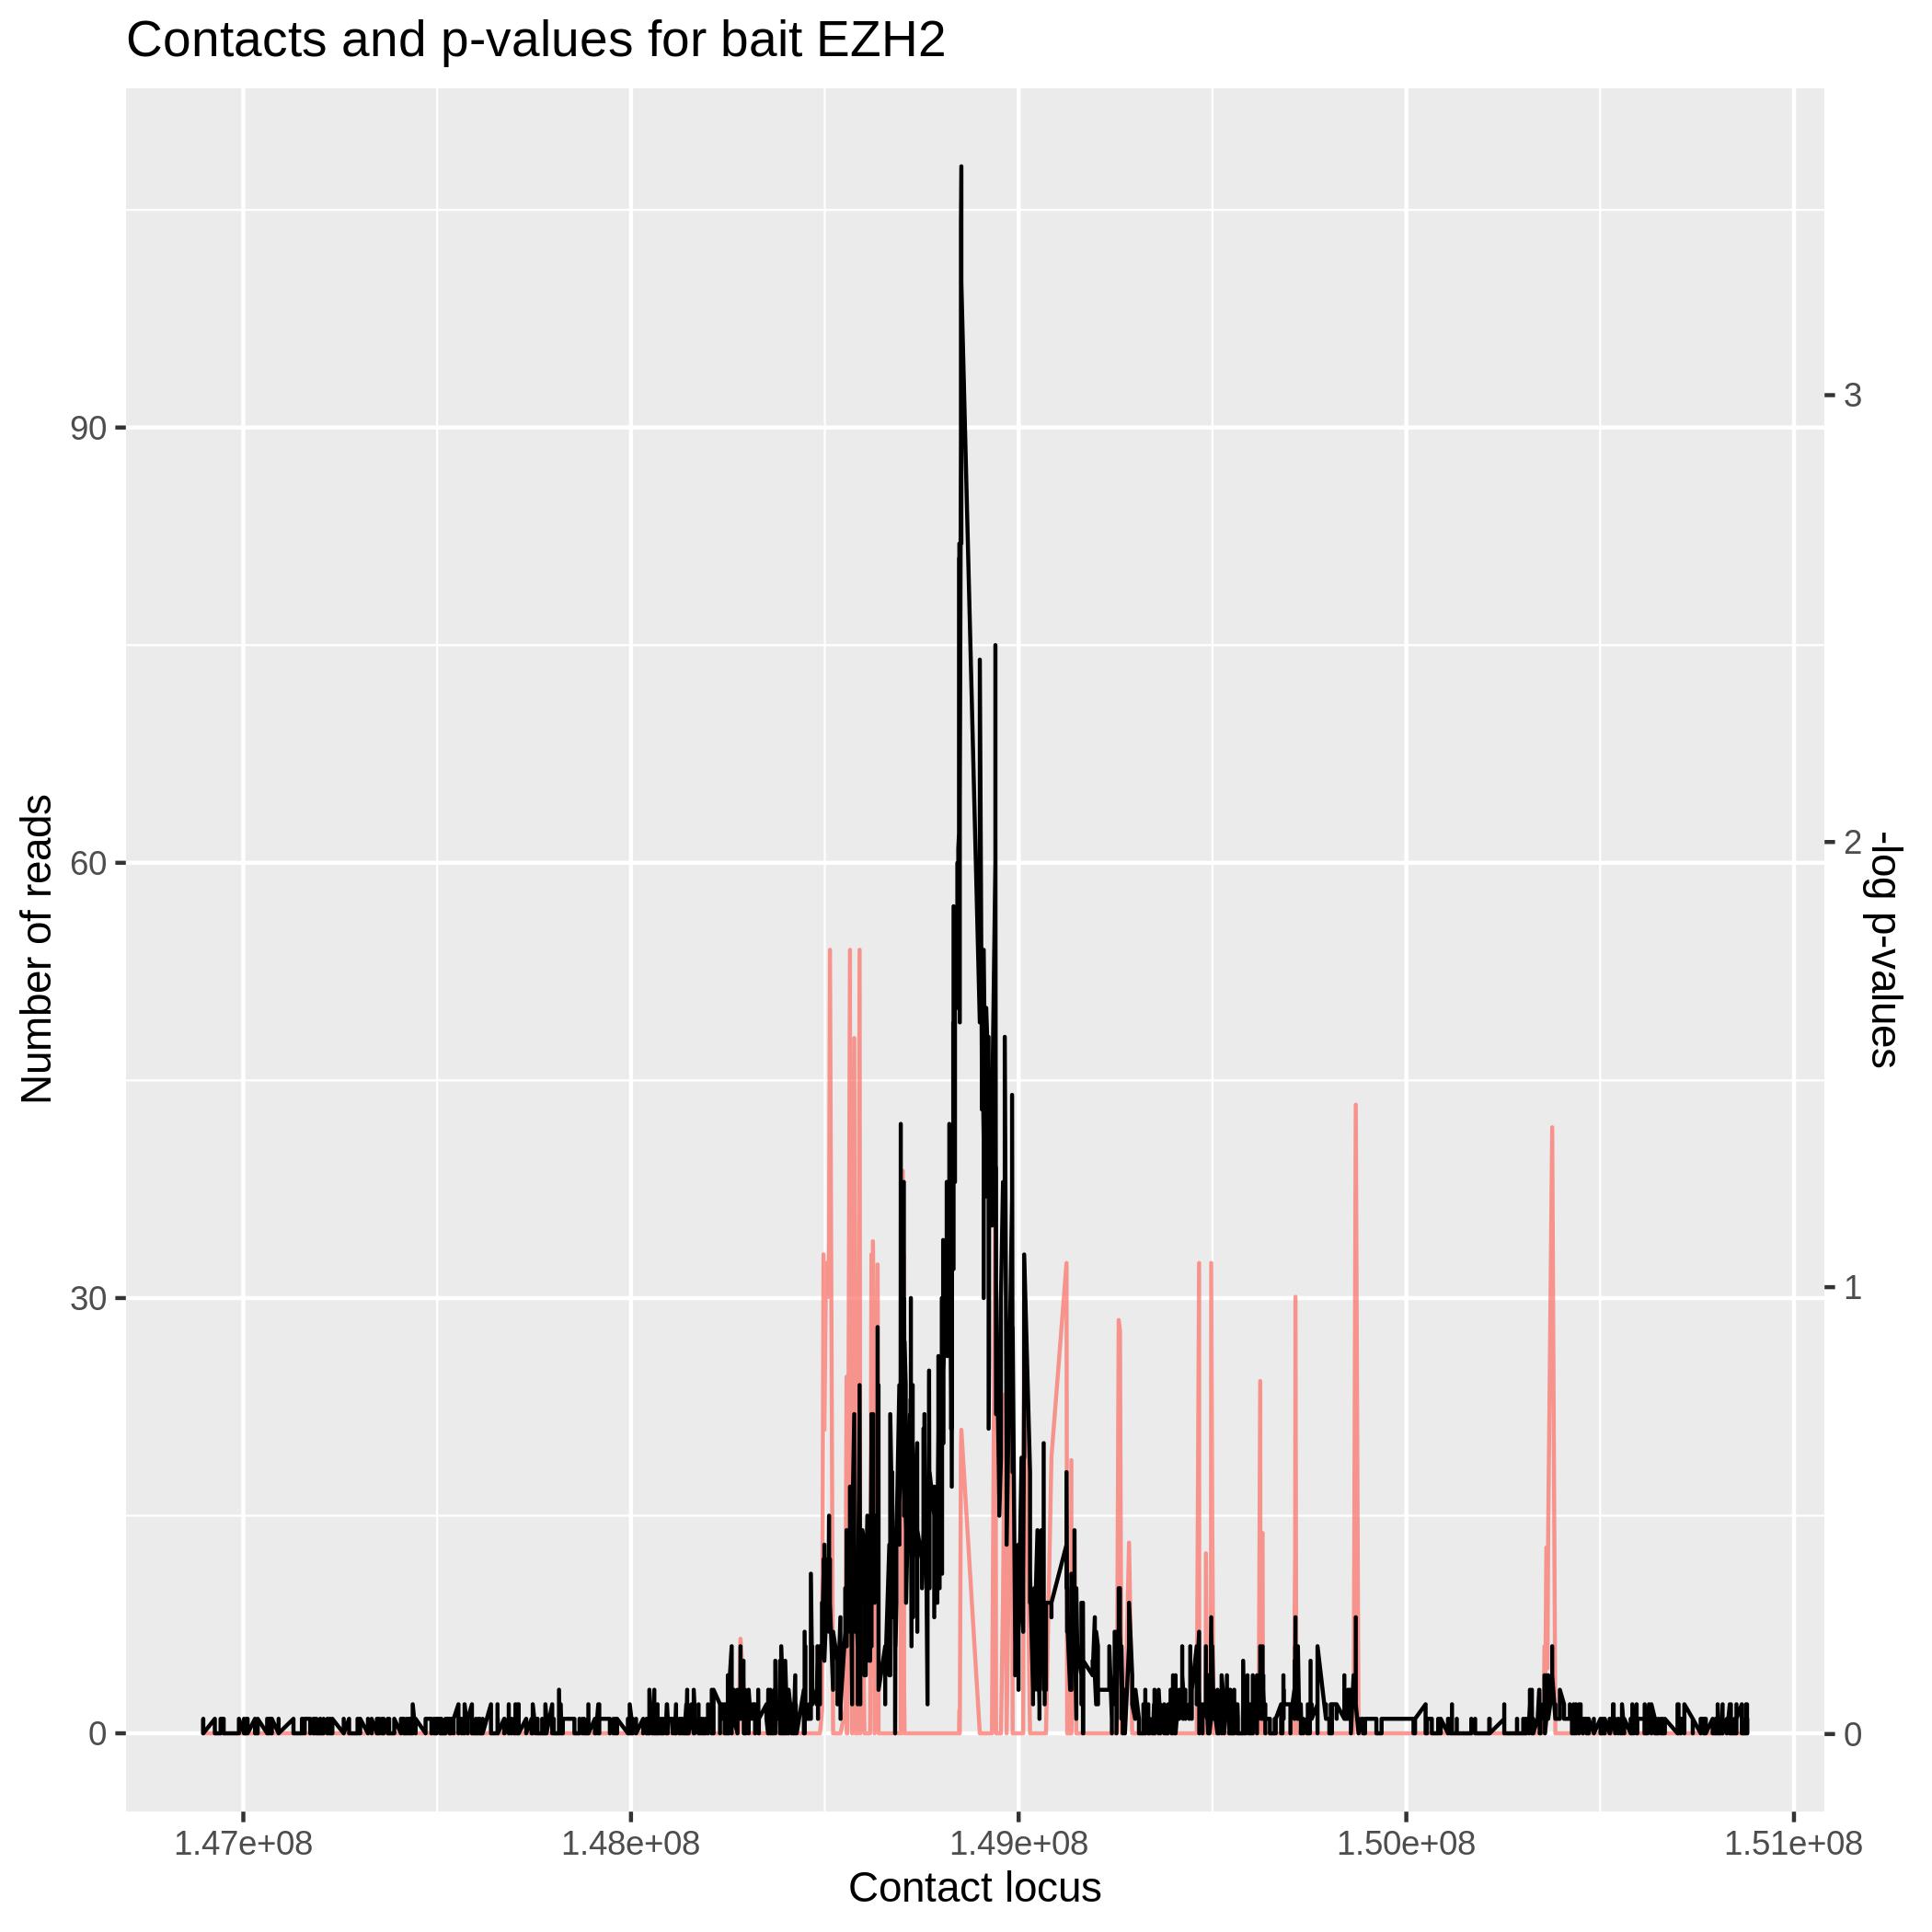 Contacts and p-values for bait EZH2
90
60
30
0
3
2
1
0
Number of reads
-log p-values
1.47e+08 1.48e+08 1.49e+08 1.50e+08 1.51e+08
Contact locus